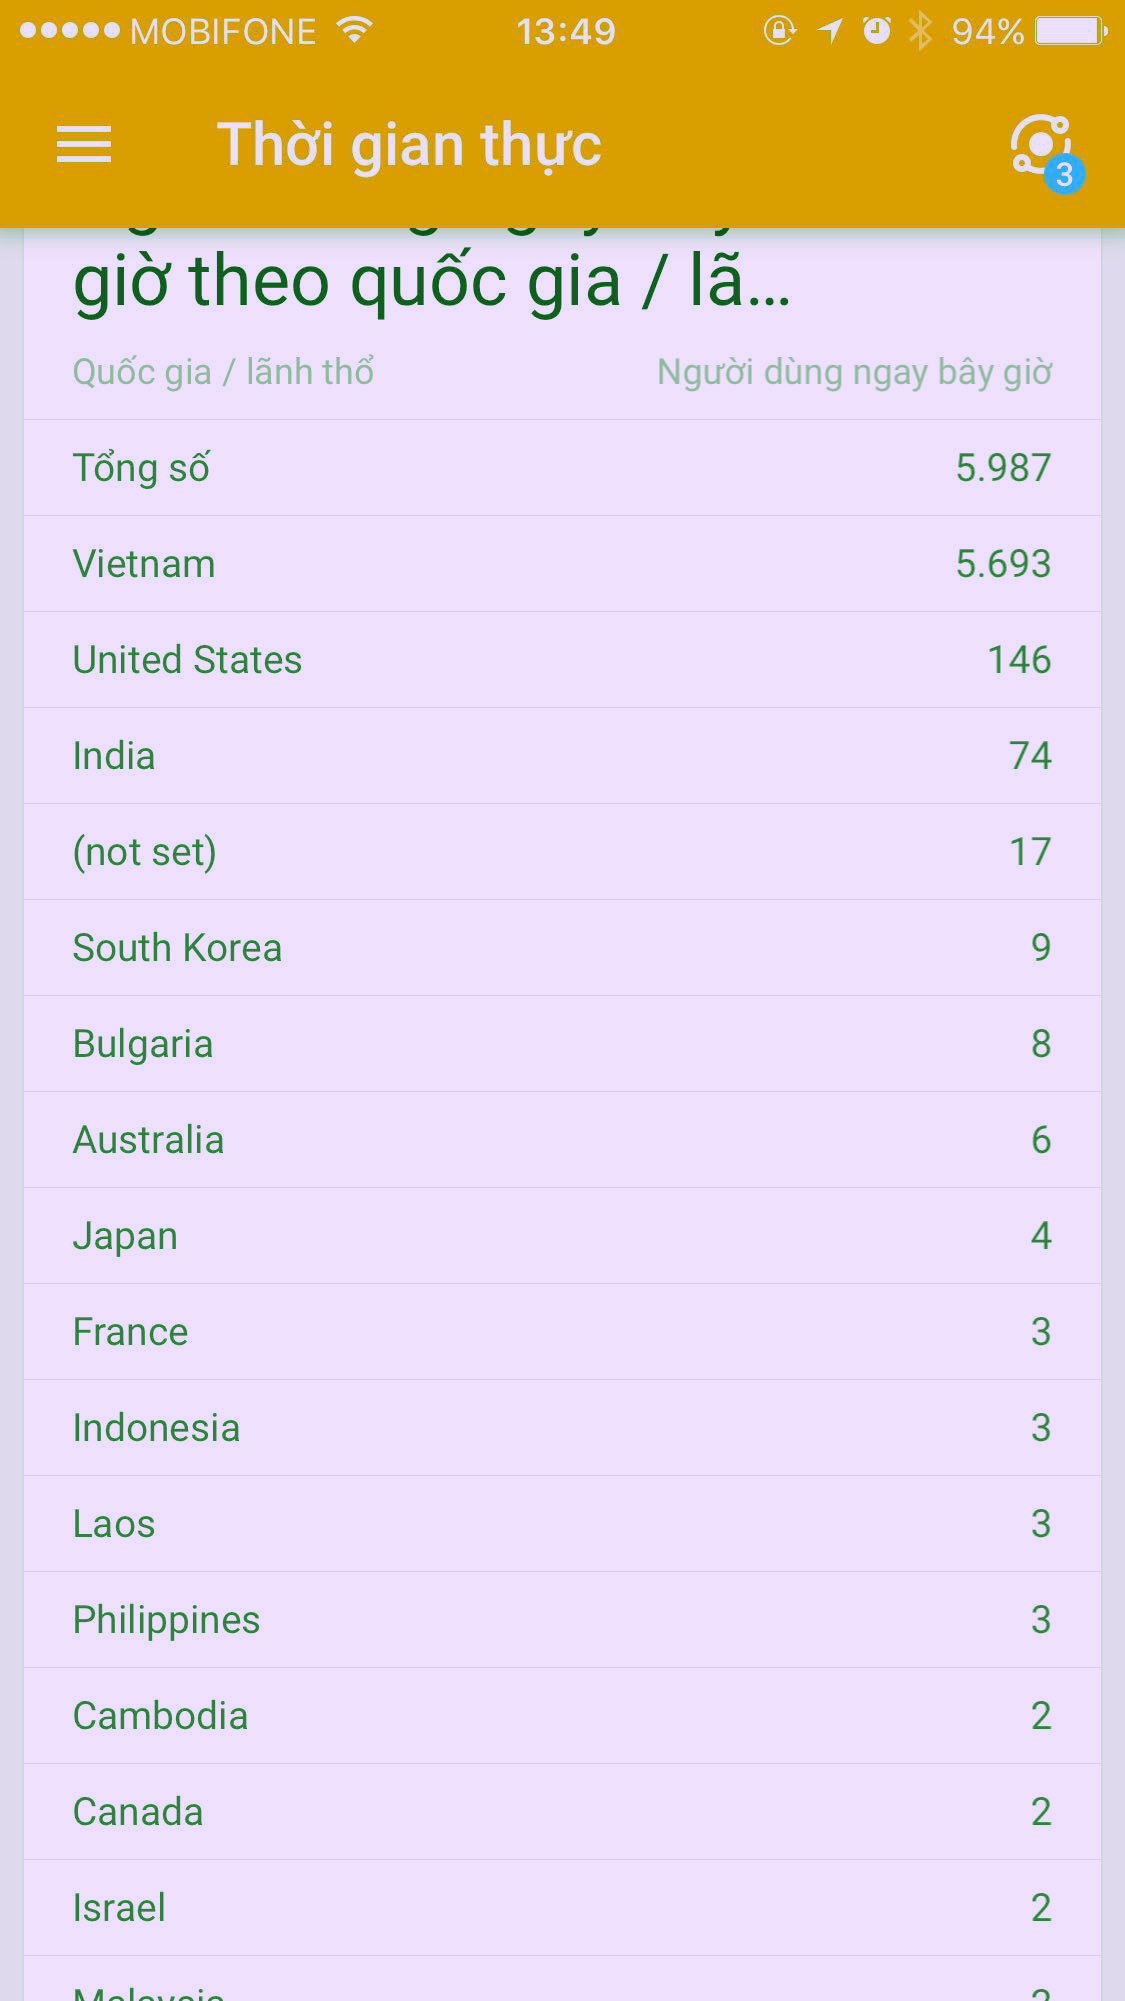 MOBIFONE 13:49 94%
Thời gian thực
3
giờ theo quốc gia / lã...
Quốc gia / lãnh thổ Người dùng ngay bây giờ
Tổng số 5.987
Vietnam 5.693
United States 146
India 74
(not set) 17
South Korea 9
Bulgaria 8
Australia 6
Japan 4
France 3
Indonesia 3
Laos 3
Philippines 3
Cambodia 2
Canada 2
Israel 2
Malaysia